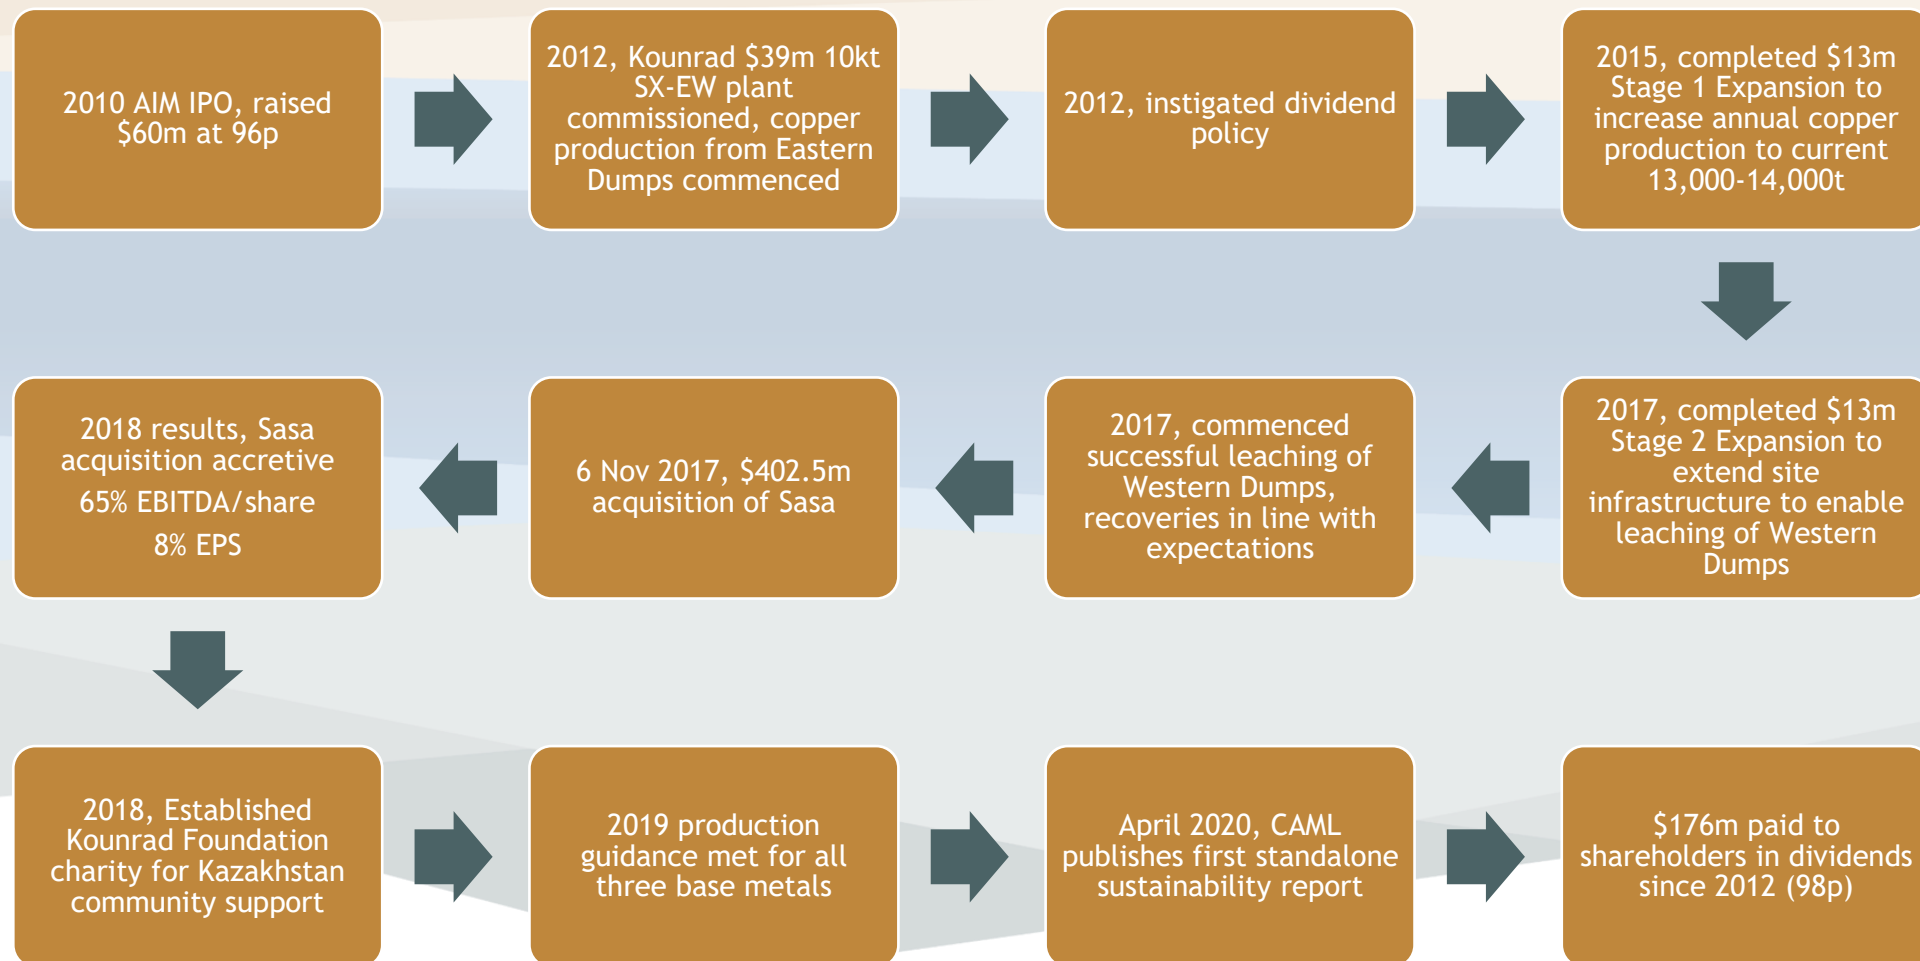 2010 AIM IPO, raised
$60m at 96p
2012, Kounrad $39m 10kt
SX-EW plant
commissioned, copper
production from Eastern
Dumps commenced
2012, instigated dividend
policy
2015, completed $13m
Stage 1 Expansion to
increase annual copper
production to current
13,000-14,000t
2017, completed $13m
Stage 2 Expansion to
extend site
infrastructure to enable
leaching of Western
Dumps
2017, commenced
successful leaching of
Western Dumps,
recoveries in line with
expectations
6 Nov 2017, $402.5m
acquisition of Sasa
2018 results, Sasa
acquisition accretive
65% EBITDA/share
8% EPS
2018, Established
Kounrad Foundation
charity for Kazakhstan
community support
2019 production
guidance met for all
three base metals
April 2020, CAML
publishes first standalone
sustainability report
$176m paid to
shareholders in dividends
since 2012 (98p)